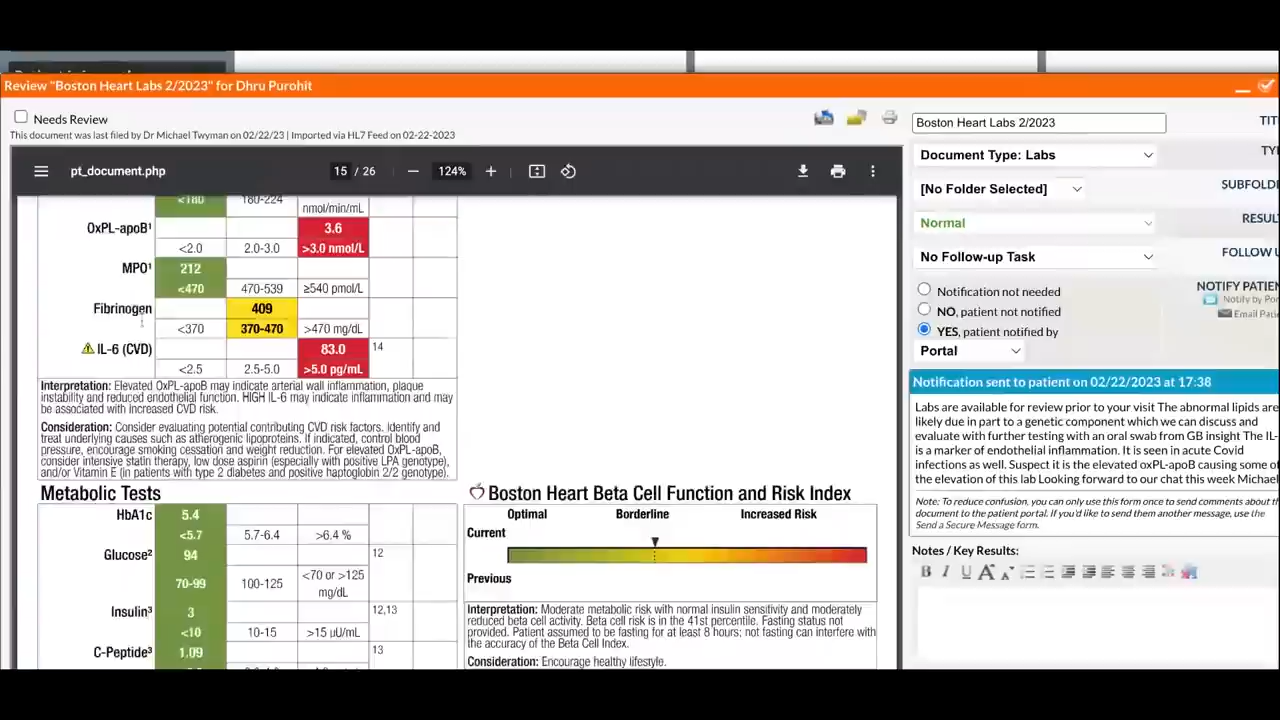 Review "Boston Heart Labs 2/2023" for Dhru Purohit
Needs Review
This document was last filed by Dr Michael Twyman on 02/22/23 | Imported via HL7 Feed on 02-22-2023
pt_document.php
15 / 26
124%
<180 180-224 nmol/min/mL
OxPL-apoB¹ 3.6
<2.0 2.0-3.0 >3.0 nmol/L
MPO¹ 212
<470 470-539 ≥540 pmol/L
Fibrinogen 409
<370 370-470 >470 mg/dL
IL-6 (CVD) 83.0 14
<2.5 2.5-5.0 >5.0 pg/mL
Interpretation: Elevated OxPL-apoB may indicate arterial wall inflammation, plaque
instability and reduced endothelial function. HIGH IL-6 may indicate inflammation and may
be associated with increased CVD risk.
Consideration: Consider evaluating potential contributing CVD risk factors. Identify and
treat underlying causes such as atherogenic lipoproteins. If indicated, control blood
pressure, encourage smoking cessation and weight reduction. For elevated OxPL-apoB,
consider intensive statin therapy, low dose aspirin (especially with positive LPA genotype),
and/or Vitamin E (in patients with type 2 diabetes and positive haptoglobin 2/2 genotype).
Metabolic Tests
HbA1c 5.4
<5.7 5.7-6.4 >6.4 %
Glucose² 94 12
70-99 100-125 <70 or >125
mg/dL
Insulin³ 3 12,13
<10 10-15 >15 µU/mL
C-Peptide³ 1.09 13
Boston Heart Beta Cell Function and Risk Index
Optimal Borderline Increased Risk
Current
Previous
Interpretation: Moderate metabolic risk with normal insulin sensitivity and moderately
reduced beta cell activity. Beta cell risk is in the 41st percentile. Fasting status not
provided. Patient assumed to be fasting for at least 8 hours; not fasting can interfere with
the accuracy of the Beta Cell Index.
Consideration: Encourage healthy lifestyle.
Boston Heart Labs 2/2023 TIT
Document Type: Labs TY
[No Folder Selected] SUBFOLD
Normal RESUL
No Follow-up Task FOLLOW U
Notification not needed NOTIFY PATIEN
NO, patient not notified Notify by Por
YES, patient notified by Email Patie
Portal
Notification sent to patient on 02/22/2023 at 17:38
Labs are available for review prior to your visit The abnormal lipids are
likely due in part to a genetic component which we can discuss and
evaluate with further testing with an oral swab from GB insight The IL-
is a marker of endothelial inflammation. It is seen in acute Covid
infections as well. Suspect it is the elevated oxPL-apoB causing some of
the elevation of this lab Looking forward to our chat this week Michael
Note: To reduce confusion, you can only use this form once to send comments about th
document to the patient portal. If you'd like to send them another message, use the
Send a Secure Message form.
Notes / Key Results:
B I U A A